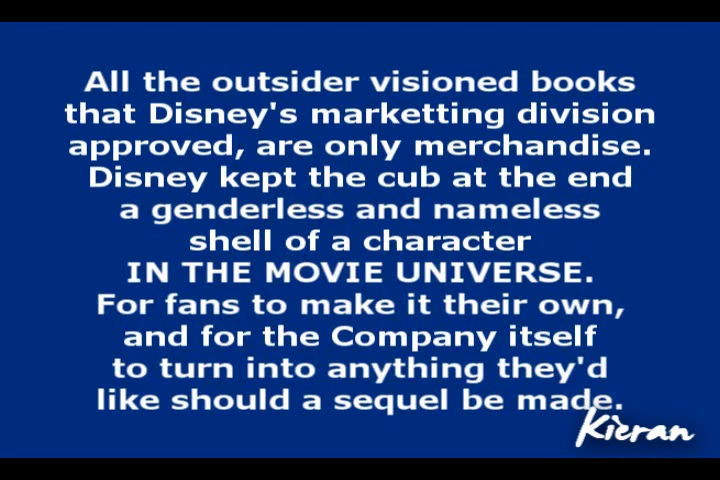 All the outsider visioned books
that Disney's marketting division
approved, are only merchandise.
Disney kept the cub at the end
a genderless and nameless
shell of a character
IN THE MOVIE UNIVERSE.
For fans to make it their own,
and for the Company itself
to turn into anything they'd
like should a sequel be made.
Kieran